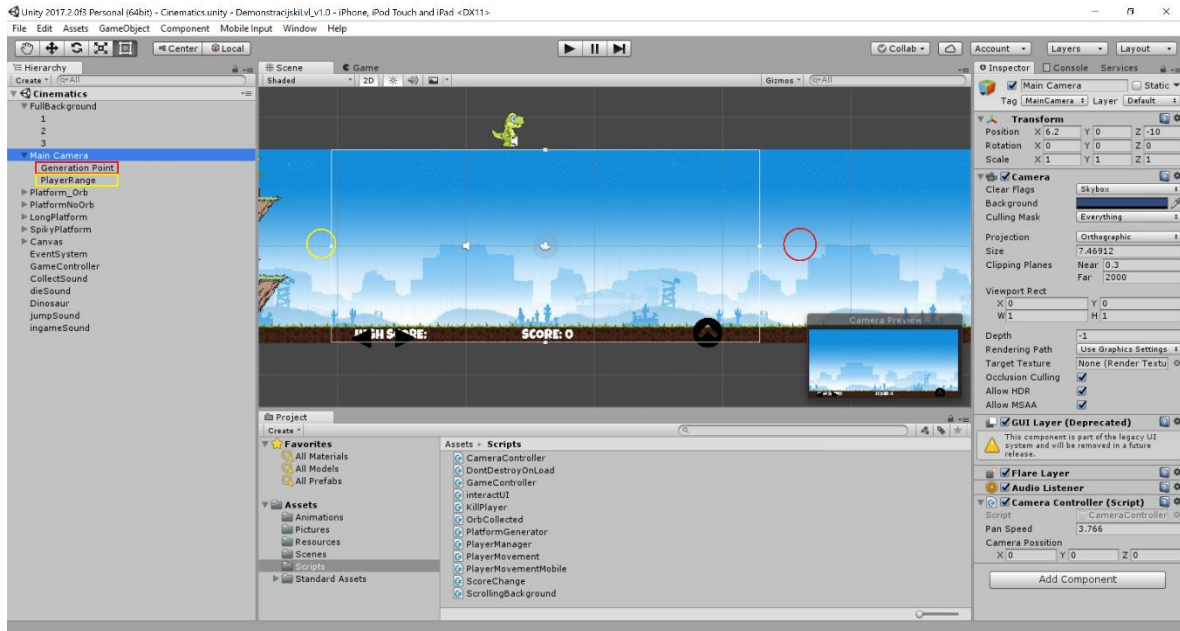 Unity 2017.2.0f3 Personal (64bit) - Cinematics.unity - DemonstracijskiLvl_v1.0 - iPhone, iPod Touch and iPad <DX11>
File Edit Assets GameObject Component Mobile Input Window Help
Center Local Collab Account Layers Layout
Hierarchy
Create All
Cinematics
FullBackground
1
2
3
Main Camera
Generation Point
PlayerRange
Platform_Orb
PlatformNoOrb
LongPlatform
SpikyPlatform
Canvas
EventSystem
GameController
CollectSound
dieSound
Dinosaur
jumpSound
ingameSound
Scene Game
Shaded 2D Gizmos All
SCORE: 0
Camera Preview
Project
Create
Favorites
All Materials
All Models
All Prefabs
Assets
Animations
Pictures
Resources
Scenes
Scripts
Standard Assets
Assets Scripts
CameraController
DontDestroyOnLoad
GameController
interactUI
KillPlayer
OrbCollected
PlatformGenerator
PlayerManager
PlayerMovement
PlayerMovementMobile
ScoreChange
ScrollingBackground
Inspector Console Services
Main Camera Static
Tag MainCamera Layer Default
Transform
Position X 6.2 Y 0 Z -10
Rotation X 0 Y 0 Z 0
Scale X 1 Y 1 Z 1
Camera
Clear Flags Skybox
Background
Culling Mask Everything
Projection Orthographic
Size 7.46912
Clipping Planes Near 0.3
Far 2000
Viewport Rect
X 0 Y 0
W 1 H 1
Depth -1
Rendering Path Use Graphics Settings
Target Texture None (Render Textu
Occlusion Culling
Allow HDR
Allow MSAA
GUI Layer (Deprecated)
This component is part of the legacy UI
system and will be removed in a future
release.
Flare Layer
Audio Listener
Camera Controller (Script)
Script CameraController
Pan Speed 3.766
Camera Possition
X 0 Y 0 Z 0
Add Component